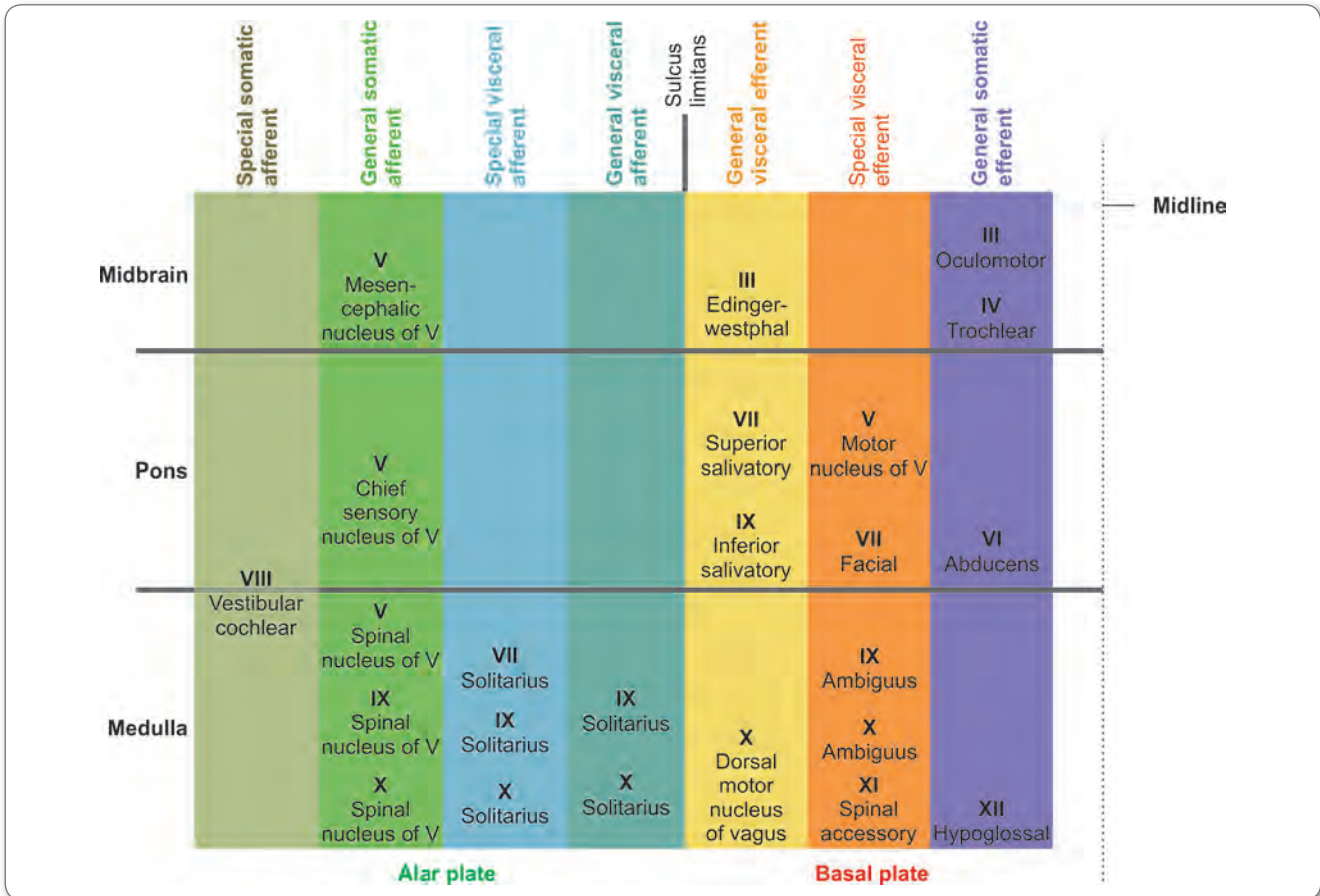 Special somatic
afferent
General somatic
afferent
Special visceral
afferent
General visceral
afferent
Sulcus
limitans
General
visceral efferent
Special visceral
efferent
General somatic
efferent
Midline
Midbrain
V
Mesen-
cephalic
nucleus of V
III
Edinger-
westphal
III
Oculomotor
IV
Trochlear
Pons
V
Chief
sensory
nucleus of V
VII
Superior
salivatory
IX
Inferior
salivatory
V
Motor
nucleus of V
VII
Facial
VI
Abducens
VIII
Vestibular
cochlear
Medulla
V
Spinal
nucleus of V
IX
Spinal
nucleus of V
X
Spinal
nucleus of V
VII
Solitarius
IX
Solitarius
X
Solitarius
IX
Solitarius
X
Solitarius
X
Dorsal
motor
nucleus
of vagus
IX
Ambiguus
X
Ambiguus
XI
Spinal
accessory
XII
Hypoglossal
Alar plate
Basal plate